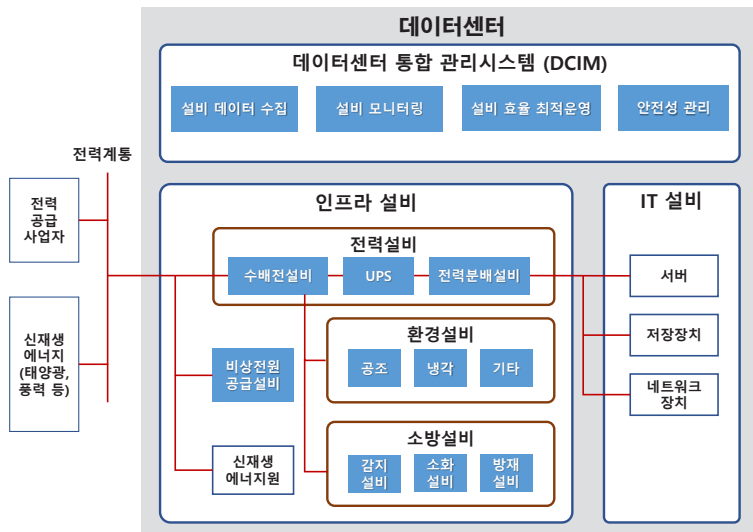 데이터센터
데이터센터 통합 관리시스템 (DCIM)
설비 데이터 수집
설비 모니터링
설비 효율 최적운영
안전성 관리
전력계통
전력
공급
사업자
신재생
에너지
(태양광,
풍력 등)
인프라 설비
전력설비
수배전설비
UPS
전력분배설비
비상전원
공급설비
신재생
에너지원
환경설비
공조
냉각
기타
소방설비
감지
설비
소화
설비
방재
설비
IT 설비
서버
저장장치
네트워크
장치